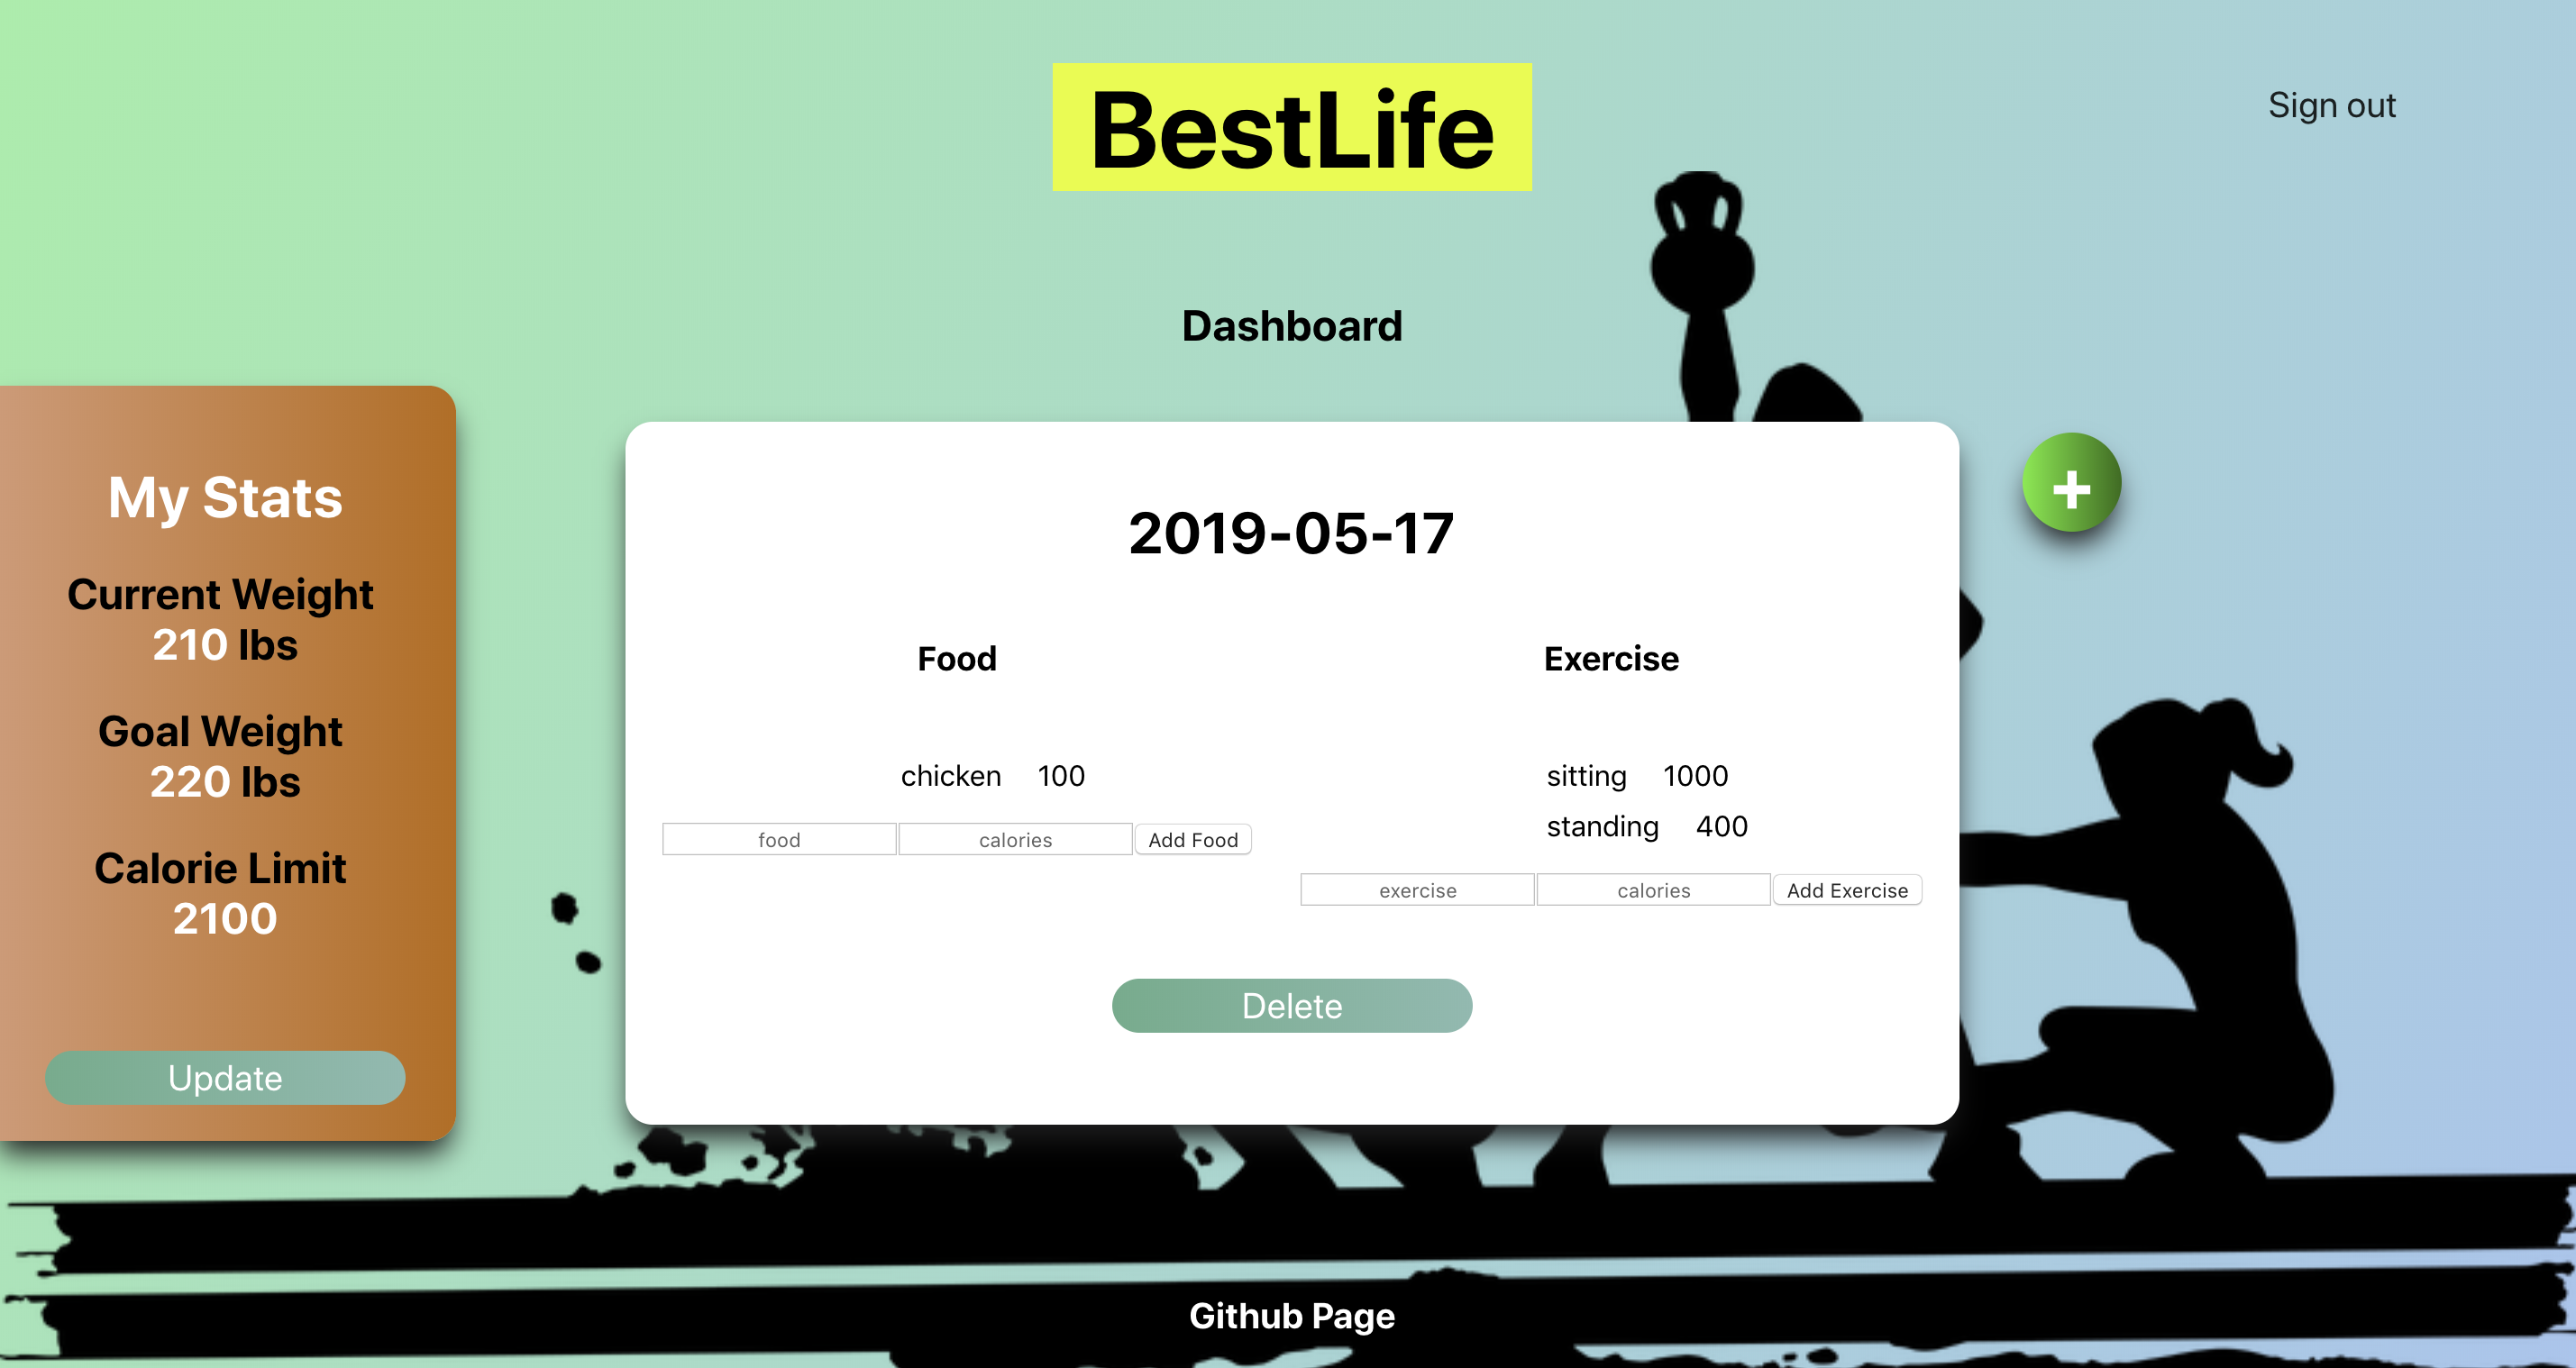 BestLife
Sign out
Dashboard
My Stats
Current Weight
210 lbs
Goal Weight
220 lbs
Calorie Limit
2100
Update
2019-05-17
Food
chicken 100
food calories Add Food
Exercise
sitting 1000
standing 400
exercise calories Add Exercise
Delete
+
Github Page